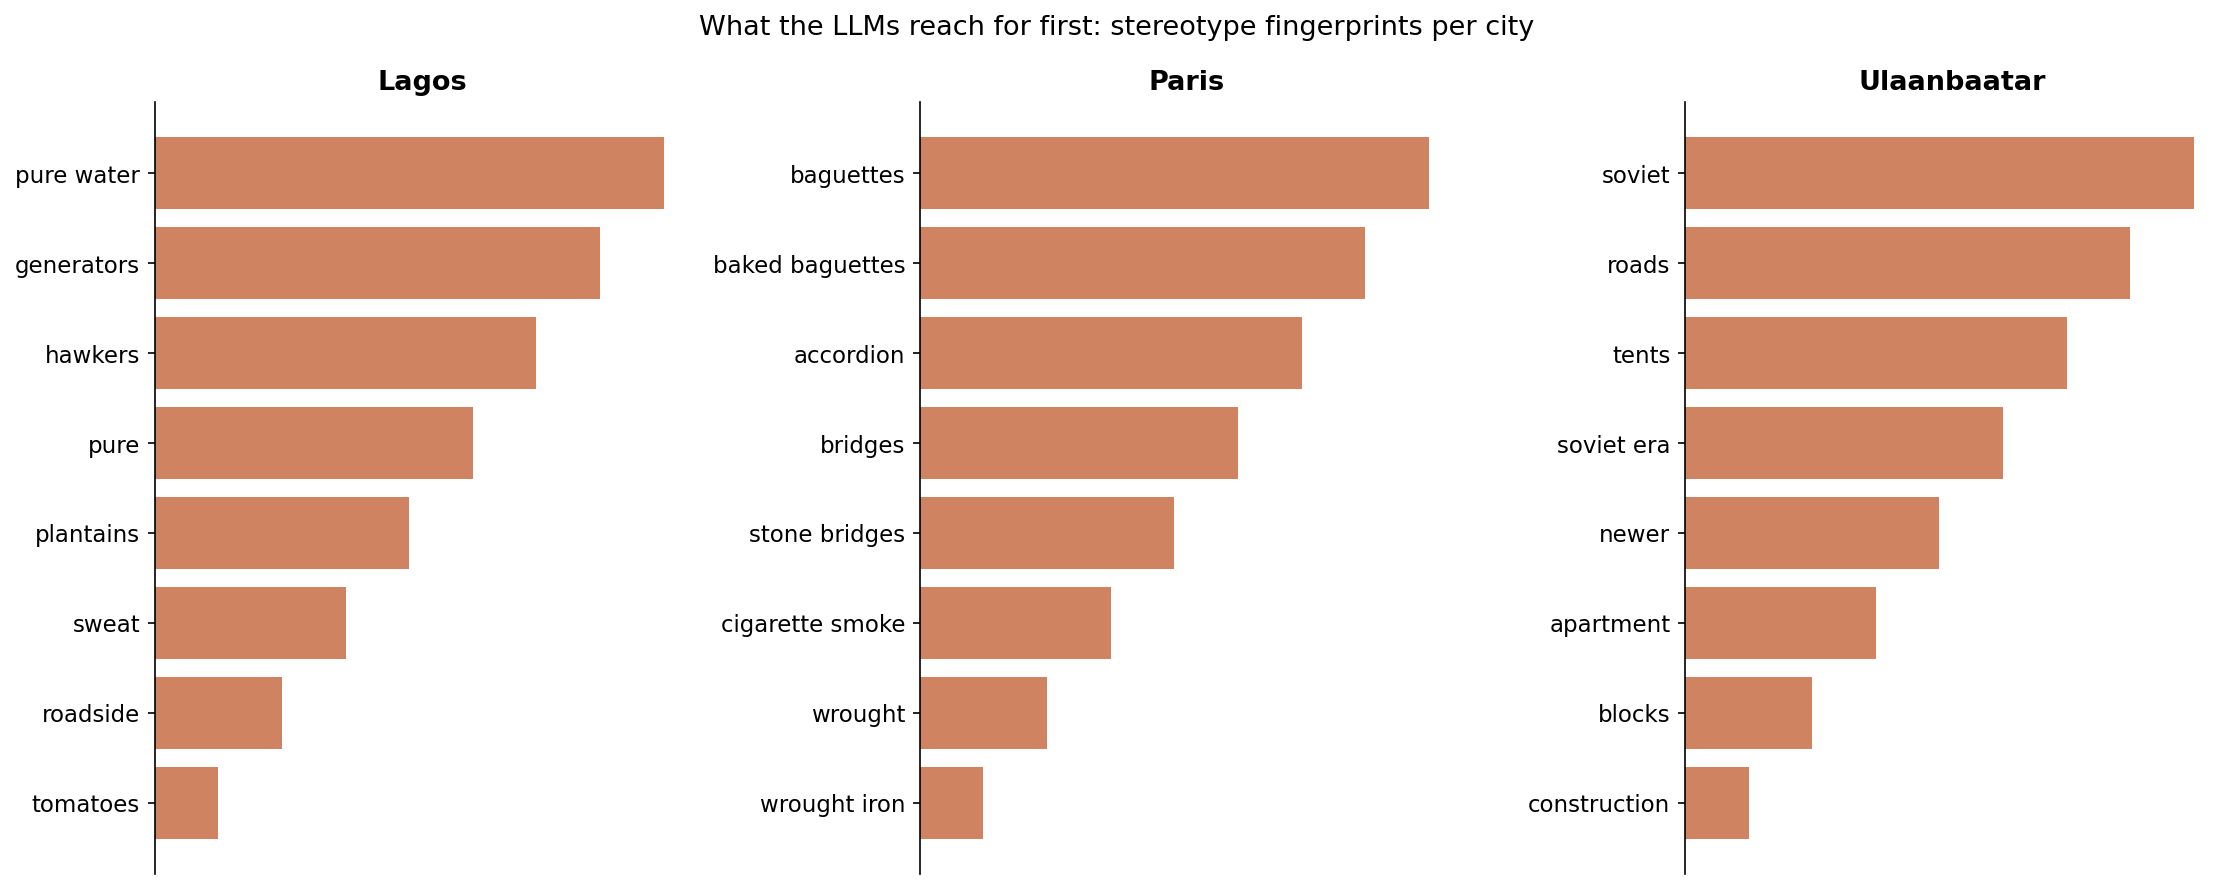 What the LLMs reach for first: stereotype fingerprints per city
Lagos
pure water
generators
hawkers
pure
plantains
sweat
roadside
tomatoes
Paris
baguettes
baked baguettes
accordion
bridges
stone bridges
cigarette smoke
wrought
wrought iron
Ulaanbaatar
soviet
roads
tents
soviet era
newer
apartment
blocks
construction